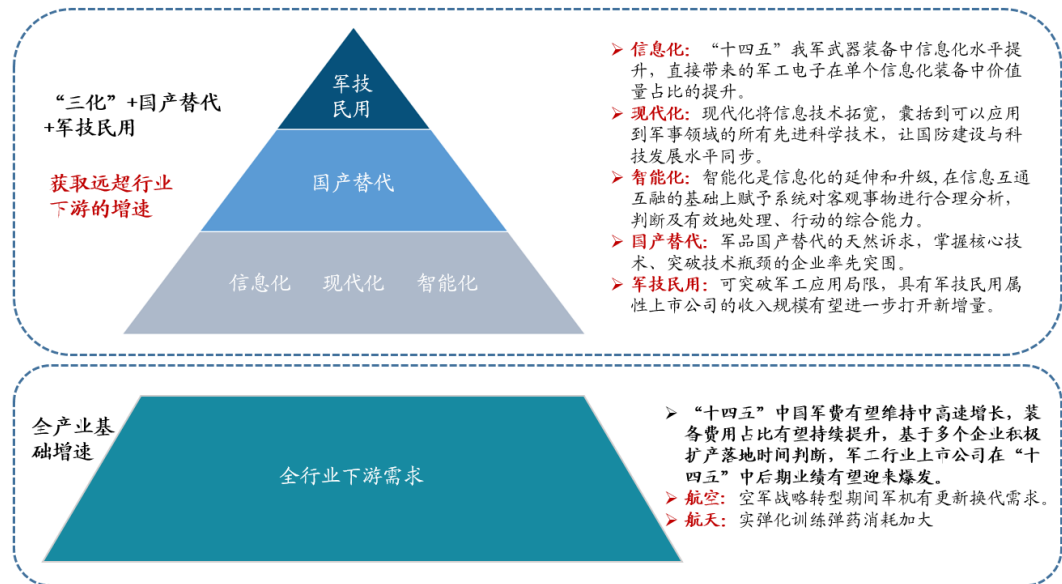 “三化”+国产替代
+军技民用
获取远超行业
下游的增速
军技
民用
国产替代
信息化 现代化 智能化
➢ 信息化：“十四五”我军武器装备中信息化水平提
升，直接带来的军工电子在单个信息化装备中价值
量占比的提升。
➢ 现代化：现代化将信息技术拓宽，囊括到可以应用
到军事领域的所有先进科学技术，让国防建设与科
技发展水平同步。
➢ 智能化：智能化是信息化的延伸和升级,在信息互通
互融的基础上赋予系统对客观事物进行合理分析，
判断及有效地处理、行动的综合能力。
➢ 国产替代：军品国产替代的天然诉求，掌握核心技
术、突破技术瓶颈的企业率先突围。
➢ 军技民用：可突破军工应用局限，具有军技民用属
性上市公司的收入规模有望进一步打开新增量。
全产业基
础增速
全行业下游需求
➢ “十四五”中国军费有望维持中高速增长，装
备费用占比有望持续提升，基于多个企业积极
扩产落地时间判断，军工行业上市公司在“十
四五”中后期业绩有望迎来爆发。
➢ 航空：空军战略转型期间军机有更新换代需求。
➢ 航天：实弹化训练弹药消耗加大